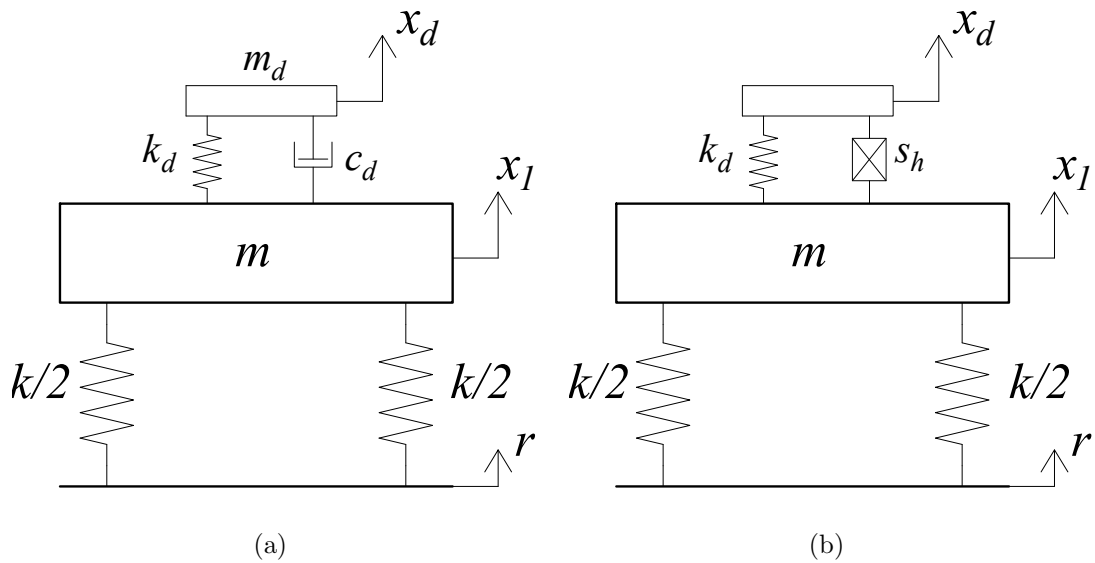 x_d x_d
m_d
k_d c_d k_d s_h
x_1 x_1
m m
k/2 k/2 k/2 k/2
r r
(a) (b)